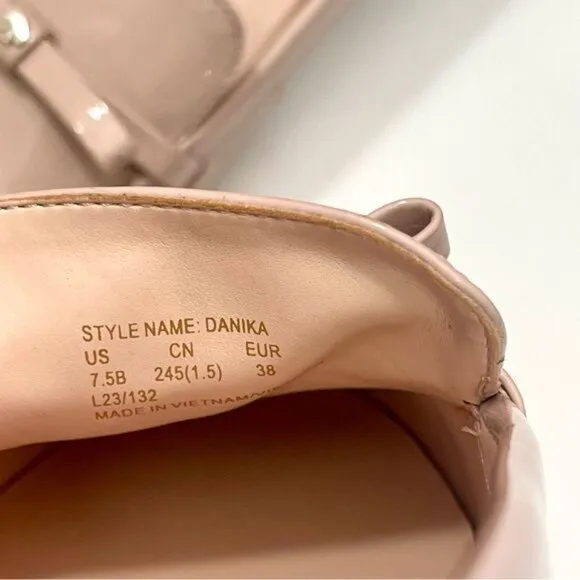 STYLE NAME: DANIKA
US CN EUR
7.5B 245(1.5) 38
L23/132
MADE IN VIETNAM/